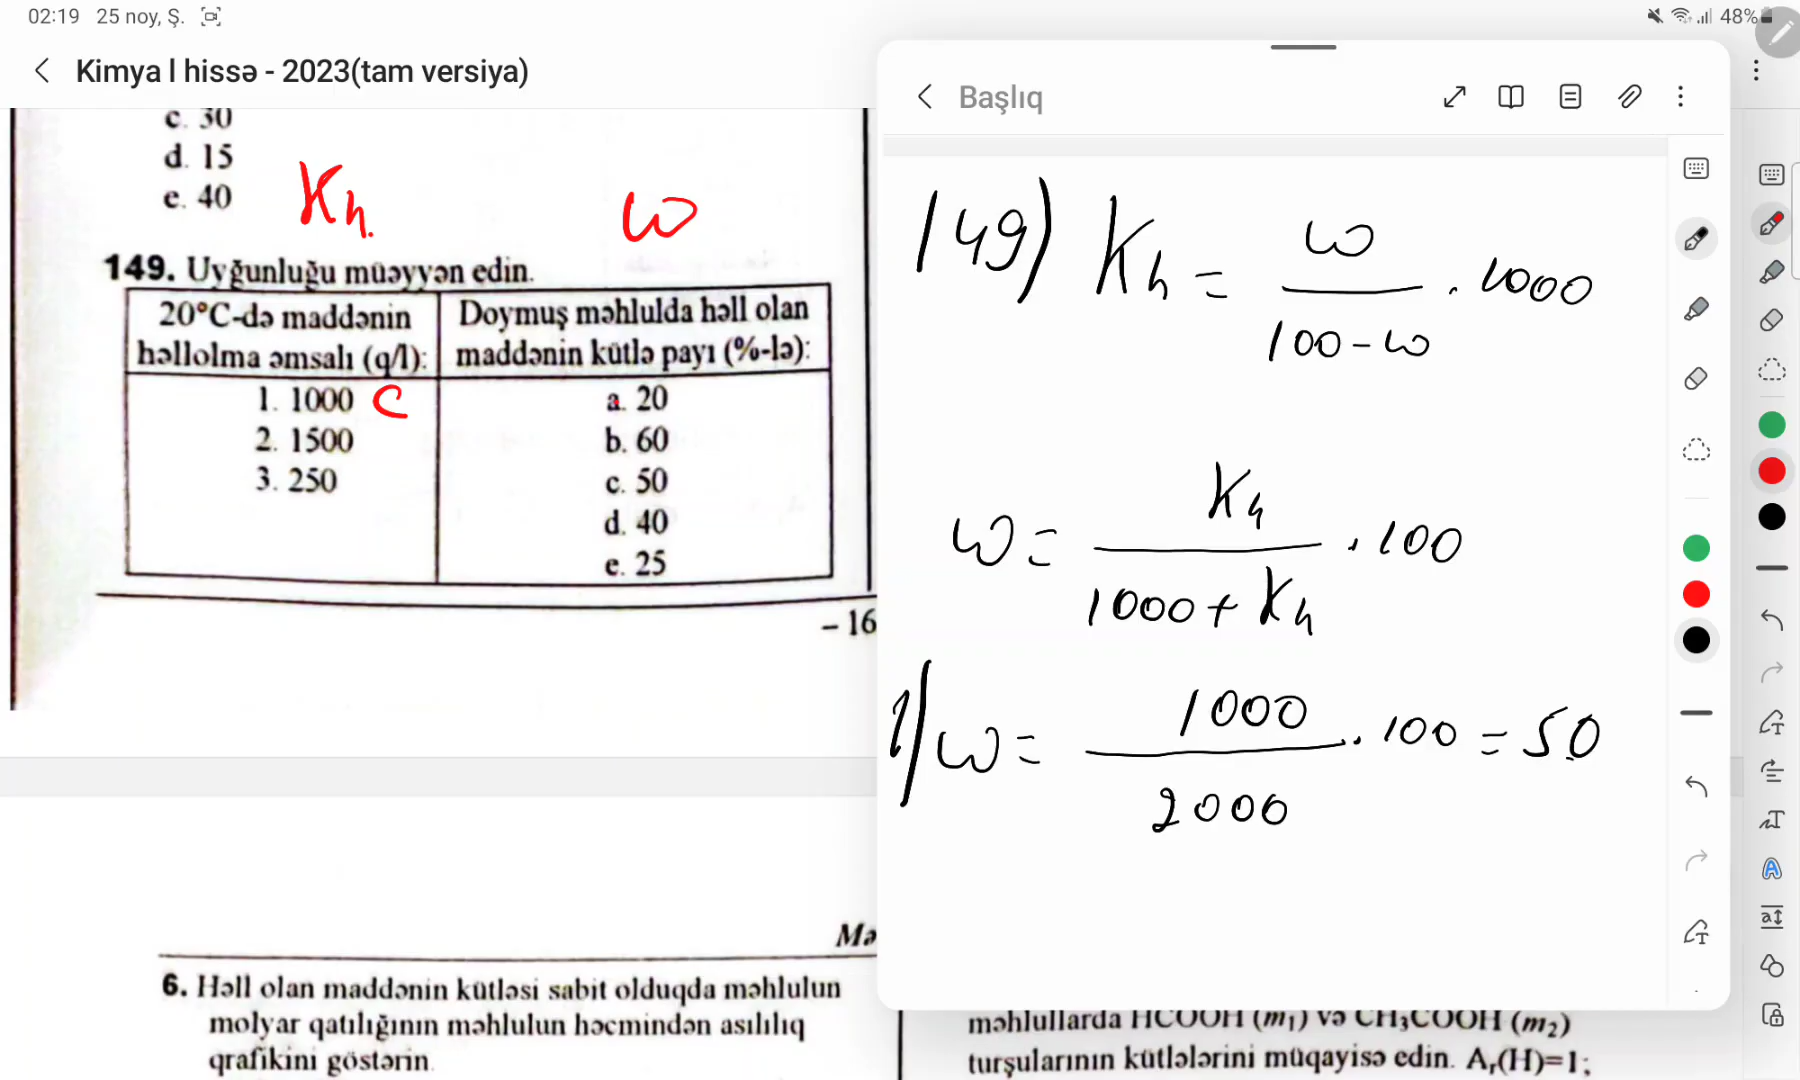 02:19 25 noy, Ş.
48%
Kimya I hissə - 2023(tam versiya)
c. 30
d. 15
e. 40
Kh.
ω
149. Uyğunluğu müəyyən edin.
20°C-də maddənin həllolma əmsalı (q/l):
Doymuş məhlulda həll olan maddənin kütlə payı (%-lə):
1. 1000 C
2. 1500
3. 250
a. 20
b. 60
c. 50
d. 40
e. 25
– 16
Mə
6. Həll olan maddənin kütləsi sabit olduqda məhlulun
molyar qatılığının məhlulun həcmindən asılılıq
qrafikini göstərin.
Başlıq
149) Kh = ω / 100 - ω · 1000
ω = Kh / 1000 + Kh · 100
1/ ω = 1000 / 2000 · 100 = 50
məhlullarda HCOOH (m₁) və CH₃COOH (m₂)
turşularının kütlələrini müqayisə edin. Aᵣ(H)=1;